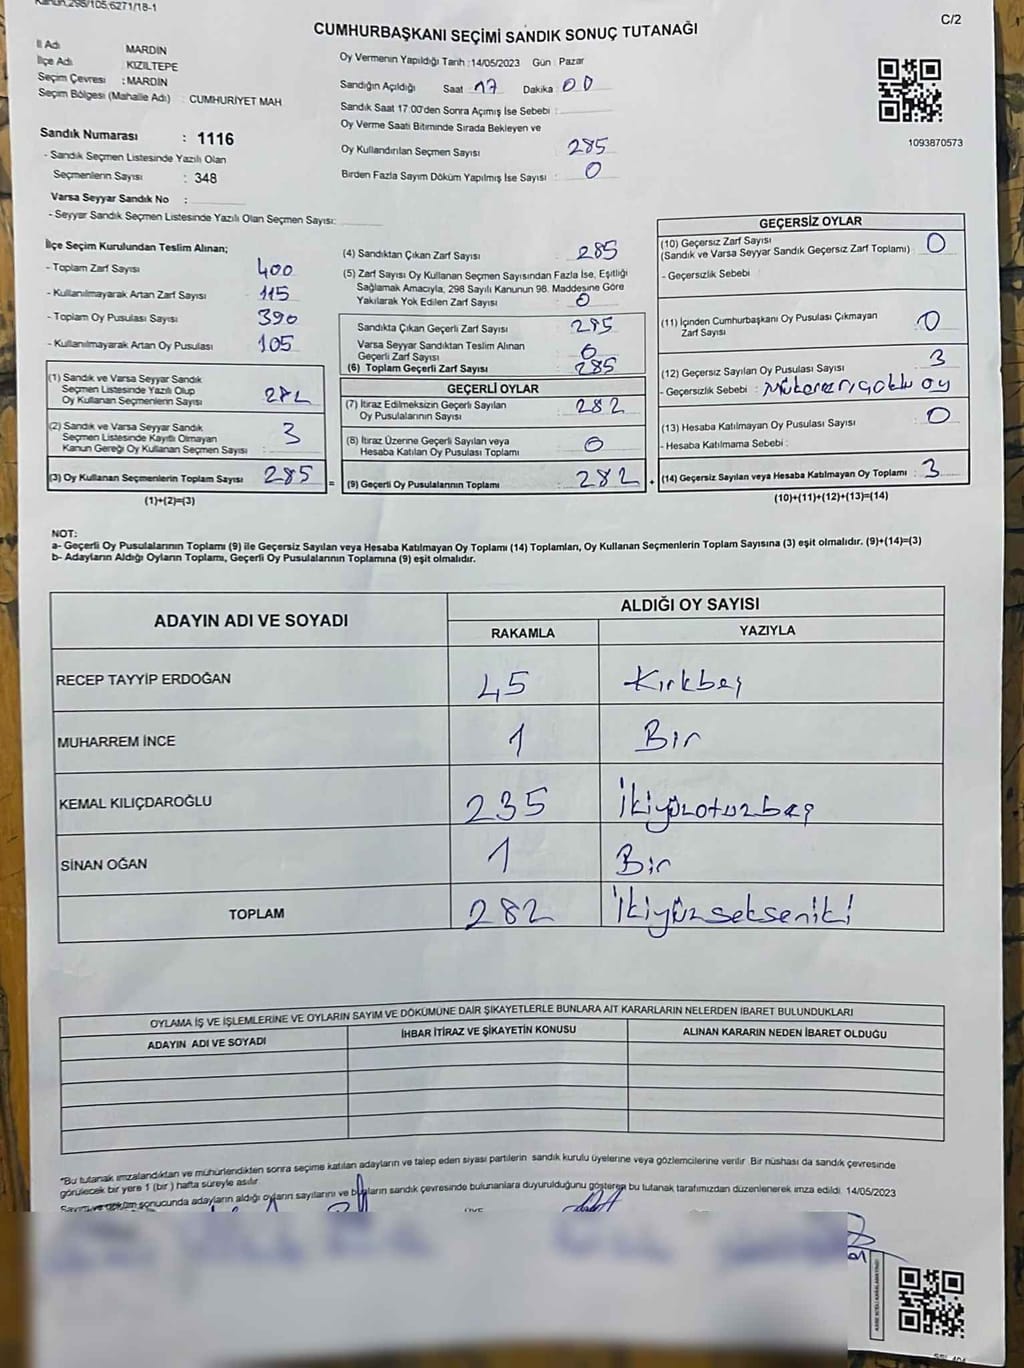 Kanun:298/105,6271/18-1
C/2
CUMHURBAŞKANI SEÇİMİ SANDIK SONUÇ TUTANAĞI
İl Adı MARDİN
İlçe Adı KIZILTEPE
Seçim Çevresi : MARDİN
Seçim Bölgesi (Mahalle Adı) : CUMHURİYET MAH
Sandık Numarası : 1116
- Sandık Seçmen Listesinde Yazılı Olan
Seçmenlerin Sayısı : 348
Varsa Seyyar Sandık No :
- Seyyar Sandık Seçmen Listesinde Yazılı Olan Seçmen Sayısı:
Oy Vermenin Yapıldığı Tarih :14/05/2023 Gün : Pazar
Sandığın Açıldığı Saat 17 Dakika : 00
Sandık Saat 17:00'den Sonra Açımış İse Sebebi :
Oy Verme Saati Bitiminde Sırada Bekleyen ve
Oy Kullandırılan Seçmen Sayısı 285
Birden Fazla Sayım Döküm Yapılmış İse Sayısı : 0
1093870573
İlçe Seçim Kurulundan Teslim Alınan;
- Toplam Zarf Sayısı 400
- Kullanılmayarak Artan Zarf Sayısı 115
- Toplam Oy Pusulası Sayısı 390
- Kullanılmayarak Artan Oy Pusulası 105
(1) Sandık ve Varsa Seyyar Sandık
Seçmen Listesinde Yazılı Olup
Oy Kullanan Seçmenlerin Sayısı 282
(2) Sandık ve Varsa Seyyar Sandık
Seçmen Listesinde Kayıtlı Olmayan
Kanun Gereği Oy Kullanan Seçmen Sayısı : 3
(3) Oy Kullanan Seçmenlerin Toplam Sayısı 285 =
(1)+(2)=(3)
(4) Sandıktan Çıkan Zarf Sayısı 285
(5) Zarf Sayısı Oy Kullanan Seçmen Sayısından Fazla İse, Eşitliği
Sağlamak Amacıyla, 298 Sayılı Kanunun 98. Maddesine Göre
Yakılarak Yok Edilen Zarf Sayısı : 0
Sandıkta Çıkan Geçerli Zarf Sayısı 285
Varsa Seyyar Sandıktan Teslim Alınan
Geçerli Zarf Sayısı 0
(6) Toplam Geçerli Zarf Sayısı : 285
GEÇERLİ OYLAR
(7) İtiraz Edilmeksizin Geçerli Sayılan
Oy Pusulalarının Sayısı : 282
(8) İtiraz Üzerine Geçerli Sayılan veya
Hesaba Katılan Oy Pusulası Toplamı : 0
(9) Geçerli Oy Pusulalarının Toplamı : 282 +
GEÇERSİZ OYLAR
(10) Geçersiz Zarf Sayısı
(Sandık ve Varsa Seyyar Sandık Geçersiz Zarf Toplamı) : 0
- Geçersizlik Sebebi :
(11) İçinden Cumhurbaşkanı Oy Pusulası Çıkmayan
Zarf Sayısı : 0
(12) Geçersiz Sayılan Oy Pusulası Sayısı : 3
- Geçersizlik Sebebi :
(13) Hesaba Katılmayan Oy Pusulası Sayısı : 0
- Hesaba Katılmama Sebebi :
(14) Geçersiz Sayılan veya Hesaba Katılmayan Oy Toplamı : 3
(10)+(11)+(12)+(13)=(14)
NOT:
a- Geçerli Oy Pusulalarının Toplamı (9) ile Geçersiz Sayılan veya Hesaba Katılmayan Oy Toplamı (14) Toplamları, Oy Kullanan Seçmenlerin Toplam Sayısına (3) eşit olmalıdır. (9)+(14)=(3)
b- Adayların Aldığı Oyların Toplamı, Geçerli Oy Pusulalarının Toplamına (9) eşit olmalıdır.
ADAYIN ADI VE SOYADI ALDIĞI OY SAYISI
RAKAMLA YAZIYLA
RECEP TAYYİP ERDOĞAN 45 Kırkbeş
MUHARREM İNCE 1 Bir
KEMAL KILIÇDAROĞLU 235 İkiyüzotuzbeş
SİNAN OĞAN 1 Bir
TOPLAM 282 İkiyüzsekseniki
OYLAMA İŞ VE İŞLEMLERİNE VE OYLARIN SAYIM VE DÖKÜMÜNE DAİR ŞİKAYETLERLE BUNLARA AİT KARARLARIN NELERDEN İBARET BULUNDUKLARI
ADAYIN ADI VE SOYADI İHBAR İTİRAZ VE ŞİKAYETİN KONUSU ALINAN KARARIN NEDEN İBARET OLDUĞU
"Bu tutanak imzalandıktan ve mühürlendikten sonra seçime katılan adayların ve talep eden siyasi partilerin sandık kurulu üyelerine veya gözlemcilerine verilir. Bir nüshası da sandık çevresinde
görülecek bir yere 1 (bir ) hafta süreyle asılır.
Sayım ve döküm sonucunda adayların aldığı oyların sayılarını ve bunların sandık çevresinde bulunanlara duyurulduğunu gösteren bu tutanak tarafımızdan düzenlenerek imza edildi. 14/05/2023
ÜYE